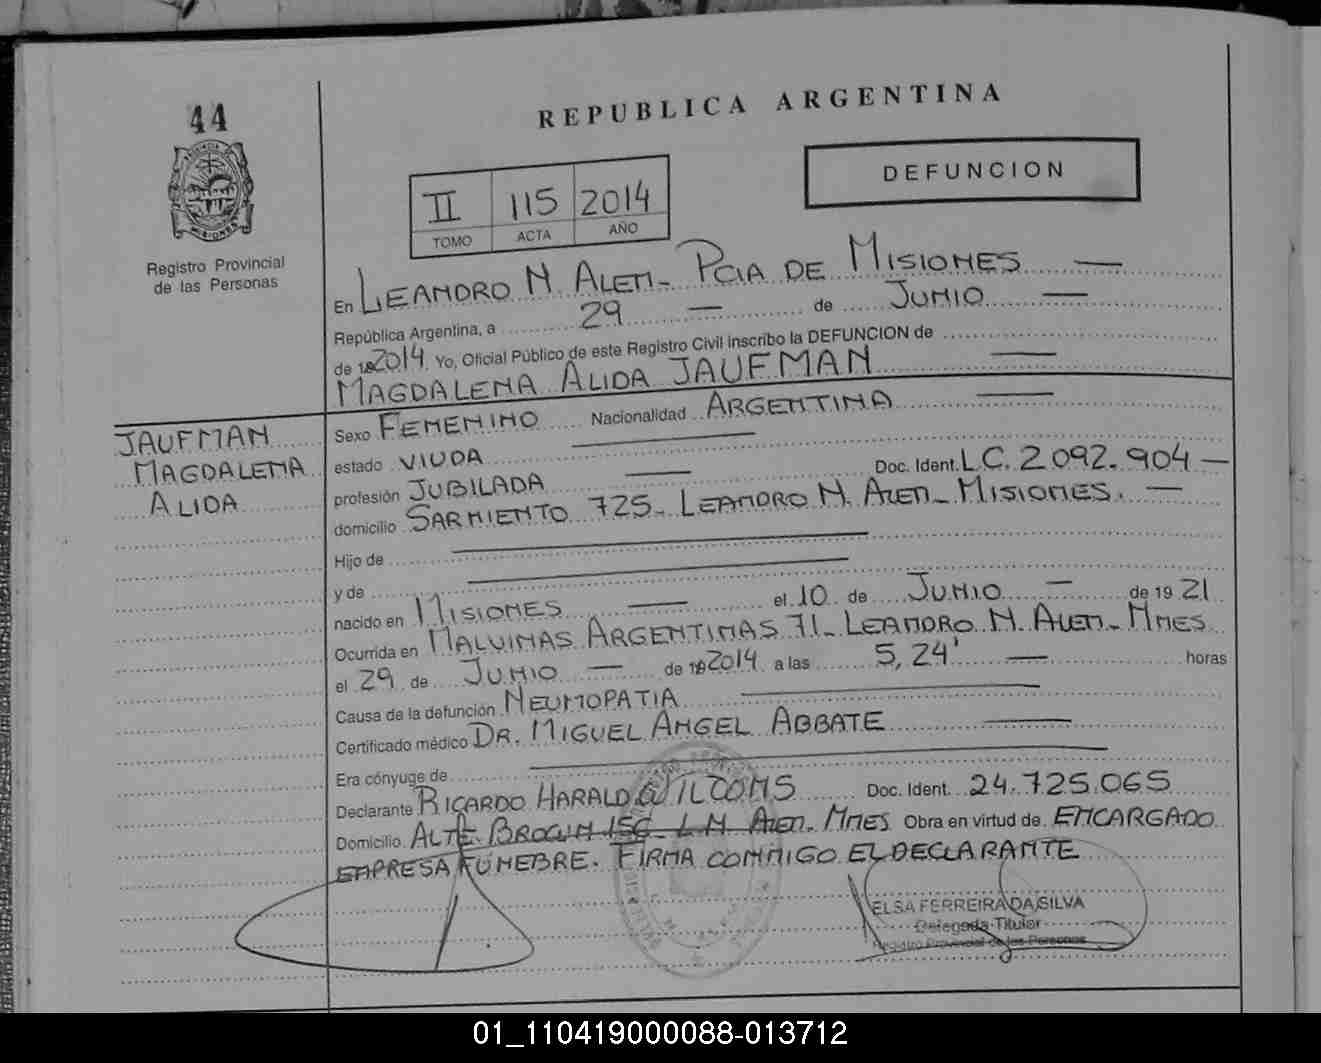 44
REPUBLICA ARGENTINA
DEFUNCION
II 115 2014
TOMO ACTA AÑO
Registro Provincial
de las Personas
En LEANDRO N ALEM - PCIA DE MISIONES
República Argentina, a 29 de JUNIO
de 2014 Yo, Oficial Público de este Registro Civil inscribo la DEFUNCION de
MAGDALENA ALIDA JAUFMAN
JAUFMAN
MAGDALENA
ALIDA
Sexo FEMENINO Nacionalidad ARGENTINA
estado VIUDA
profesión JUBILADA Doc. Ident. L.C. 2 092.904
domicilio SARMIENTO 725 - LEANDRO N. ALEM - MISIONES.
Hijo de
y de
nacido en MISIONES el 10 de JUNIO de 19 21
Ocurrida en MALVINAS ARGENTINAS 71 - LEANDRO N ALEM - MNES
el 29 de JUNIO de 2014 a las 5,24' horas
Causa de la defunción NEUMOPATIA
Certificado médico DR. MIGUEL ANGEL ABBATE
Era cónyuge de
Declarante RICARDO HARALD Doc. Ident. 24.725.065
Domicilio ALTE BROWN L N ALEM - MNES Obra en virtud de ENCARGADO
EMPRESA FUNEBRE. FIRMA CONMIGO EL DECLARANTE
ELSA FERREIRA DA SILVA
Delegada Titular
Registro Provincial de las Personas
01_110419000088-013712